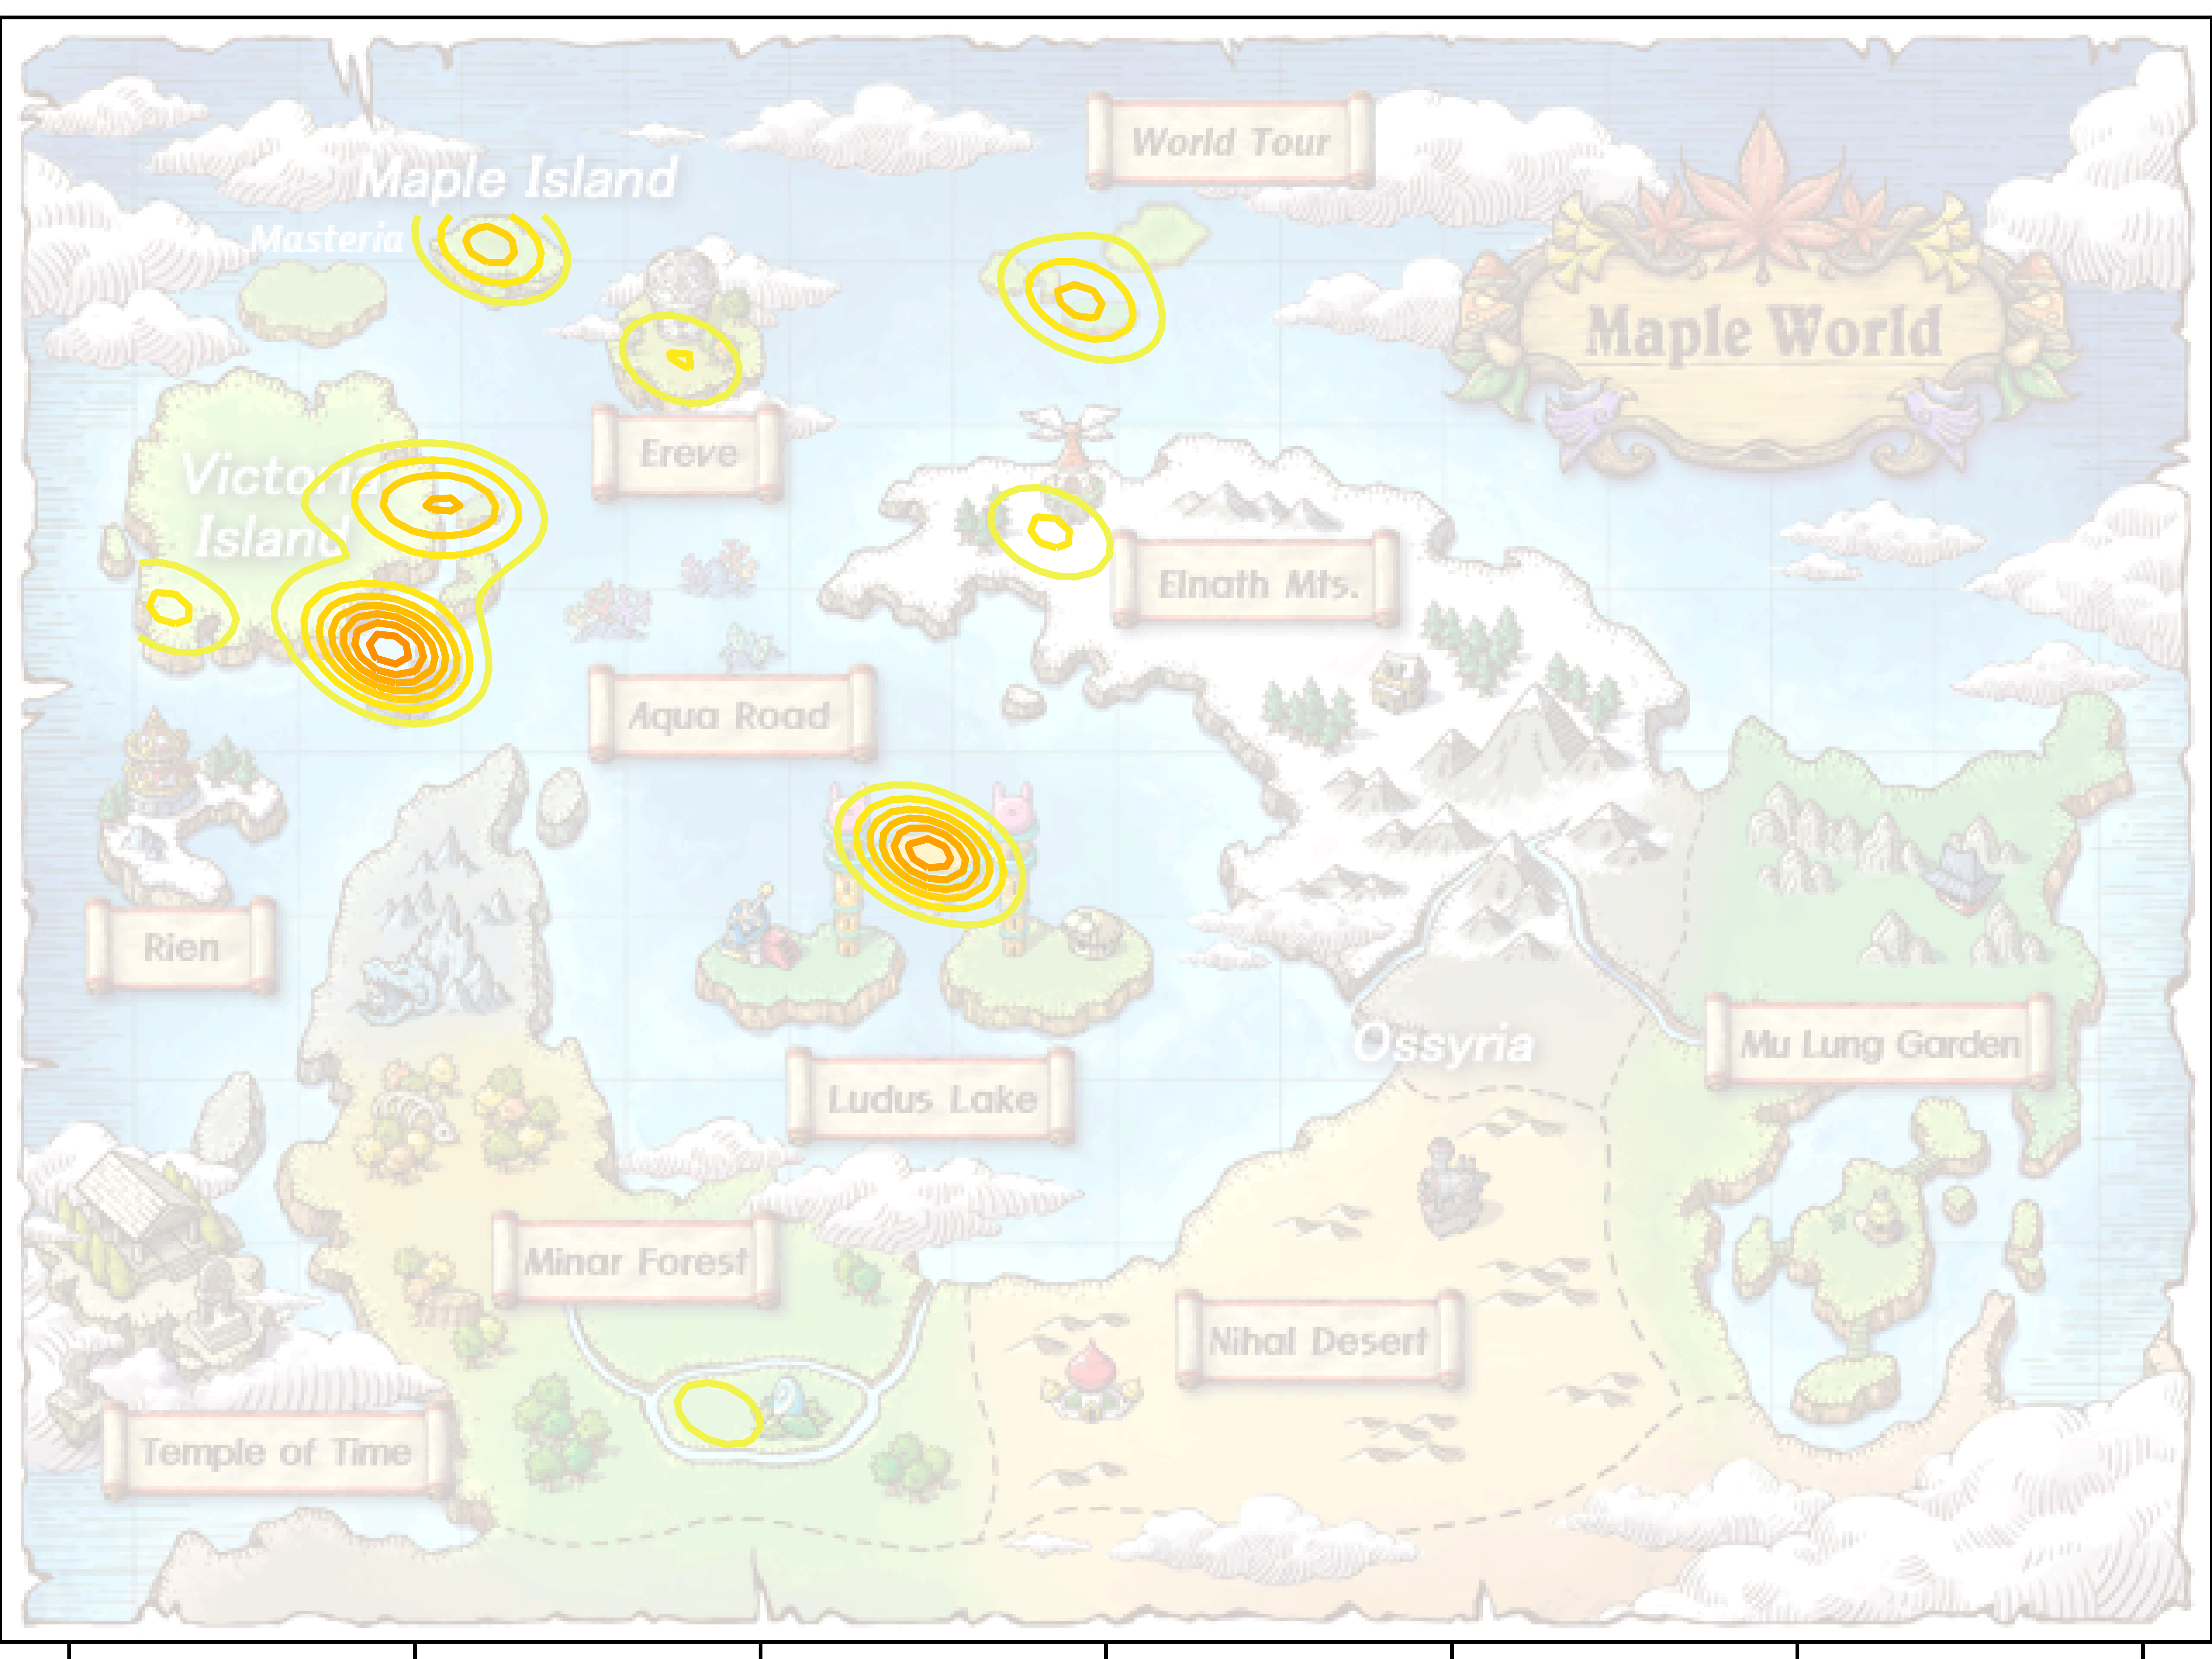 World Tour
Maple Island
Masteria
Maple World
Ereve
Victoria
Island
Elnath Mts.
Aqua Road
Rien
Ossyria
Mu Lung Garden
Ludus Lake
Minar Forest
Nihal Desert
Temple of Time